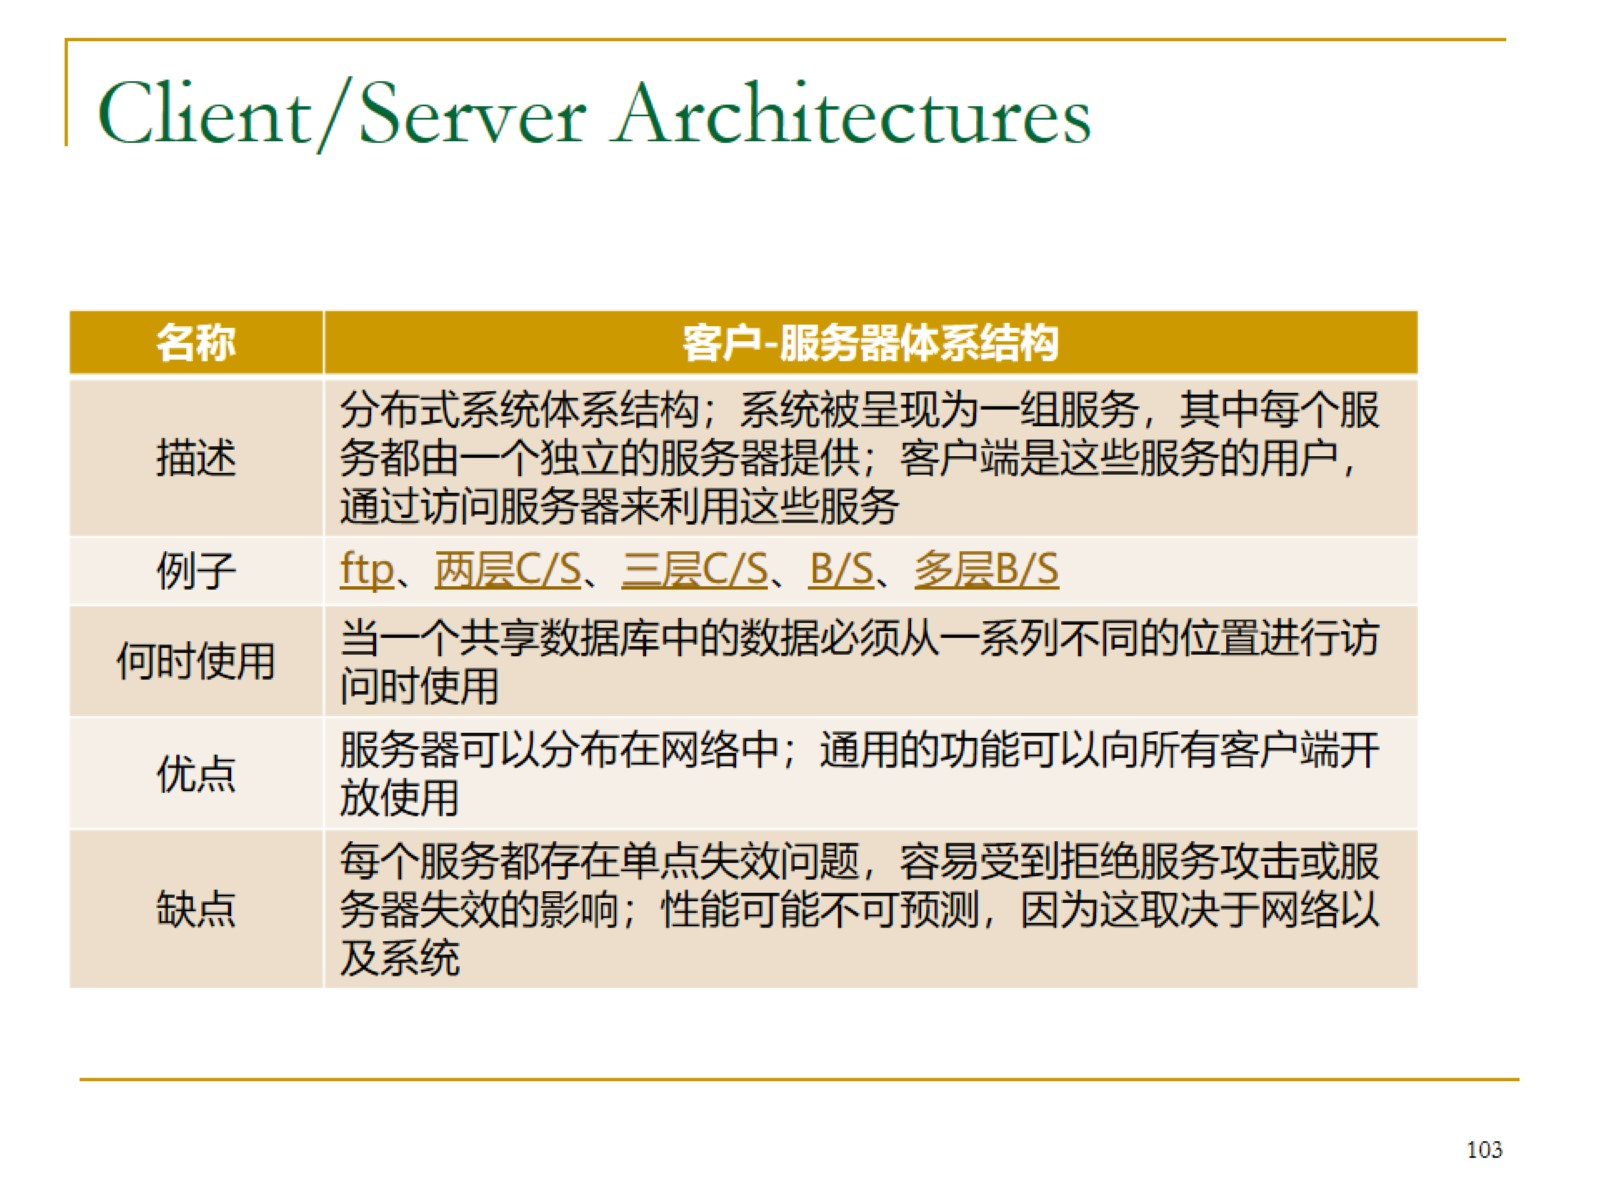 Client/Server Architectures
名称
客户-服务器体系结构
描述
分布式系统体系结构；系统被呈现为一组服务，其中每个服
务都由一个独立的服务器提供；客户端是这些服务的用户，
通过访问服务器来利用这些服务
例子
ftp、两层C/S、三层C/S、B/S、多层B/S
何时使用
当一个共享数据库中的数据必须从一系列不同的位置进行访
问时使用
优点
服务器可以分布在网络中；通用的功能可以向所有客户端开
放使用
缺点
每个服务都存在单点失效问题，容易受到拒绝服务攻击或服
务器失效的影响；性能可能不可预测，因为这取决于网络以
及系统
103